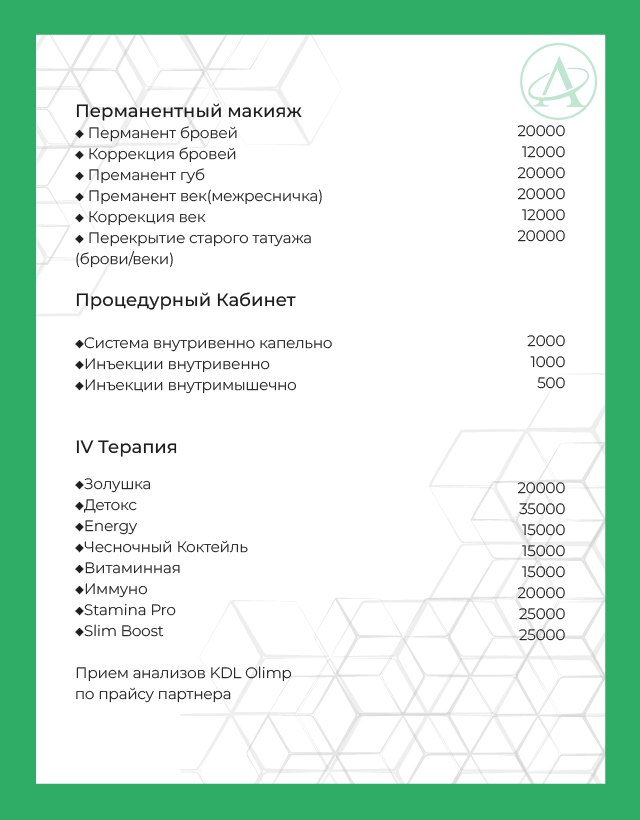 A
Перманентный макияж
◆ Перманент бровей 20000
◆ Коррекция бровей 12000
◆ Преманент губ 20000
◆ Преманент век(межресничка) 20000
◆ Коррекция век 12000
◆ Перекрытие старого татуажа 20000
(брови/веки)
Процедурный Кабинет
◆Система внутривенно капельно 2000
◆Инъекции внутривенно 1000
◆Инъекции внутримышечно 500
IV Терапия
◆Золушка 20000
◆Детокс 35000
◆Energy 15000
◆Чесночный Коктейль 15000
◆Витаминная 15000
◆Иммуно 20000
◆Stamina Pro 25000
◆Slim Boost 25000
Прием анализов KDL Olimp
по прайсу партнера